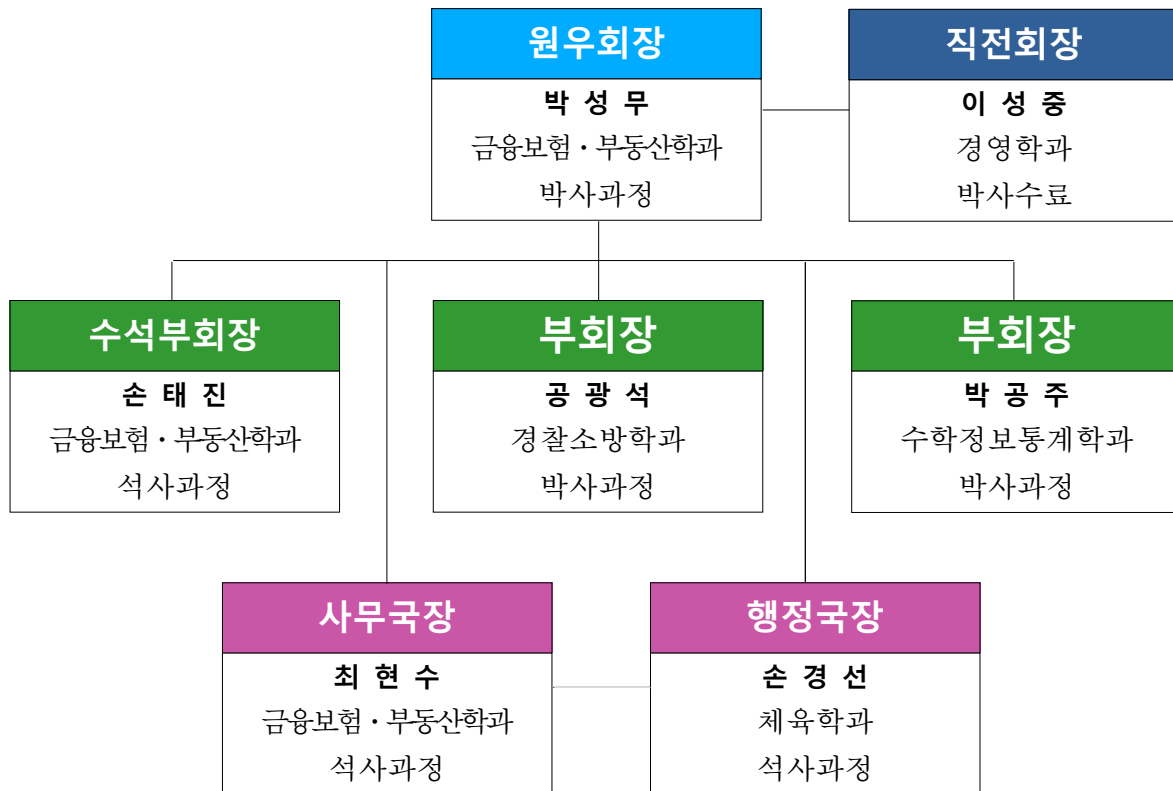 원우회장
박 성 무
금융보험・부동산학과
박사과정
직전회장
이 성 중
경영학과
박사수료
수석부회장
손 태 진
금융보험・부동산학과
석사과정
부회장
공 광 석
경찰소방학과
박사과정
부회장
박 공 주
수학정보통계학과
박사과정
사무국장
최 현 수
금융보험・부동산학과
석사과정
행정국장
손 경 선
체육학과
석사과정